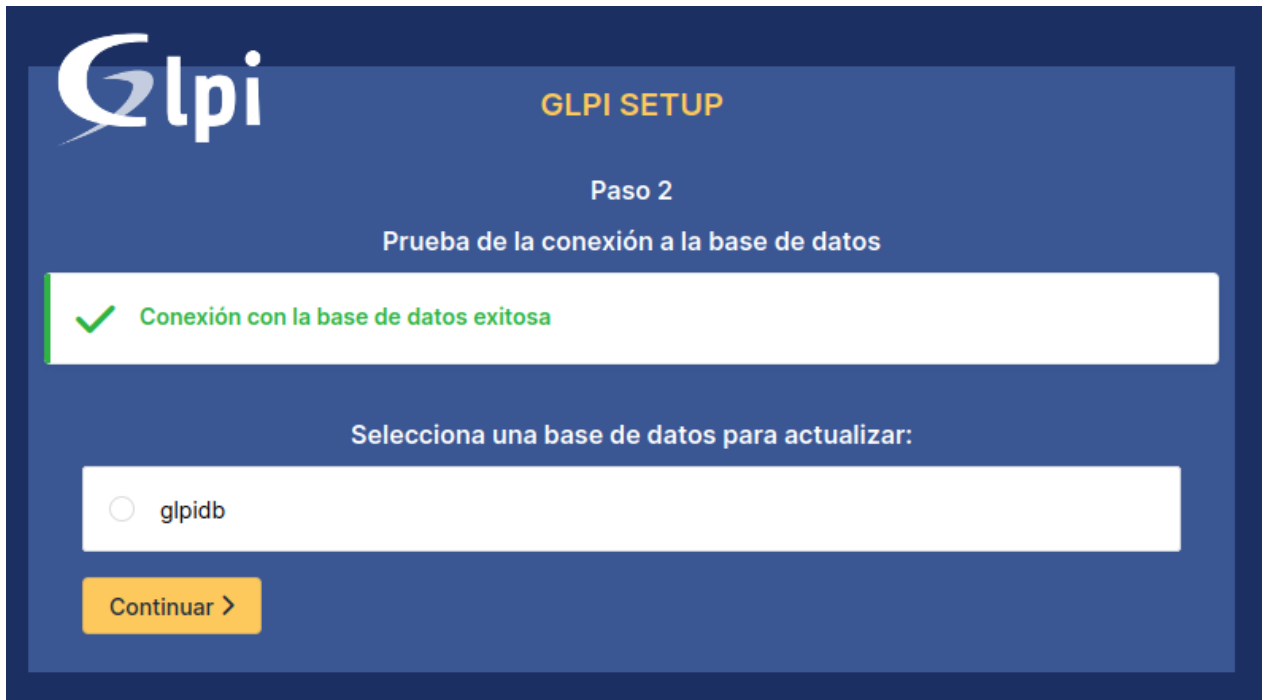 Glpi
GLPI SETUP
Paso 2
Prueba de la conexión a la base de datos
Conexión con la base de datos exitosa
Selecciona una base de datos para actualizar:
glpidb
Continuar